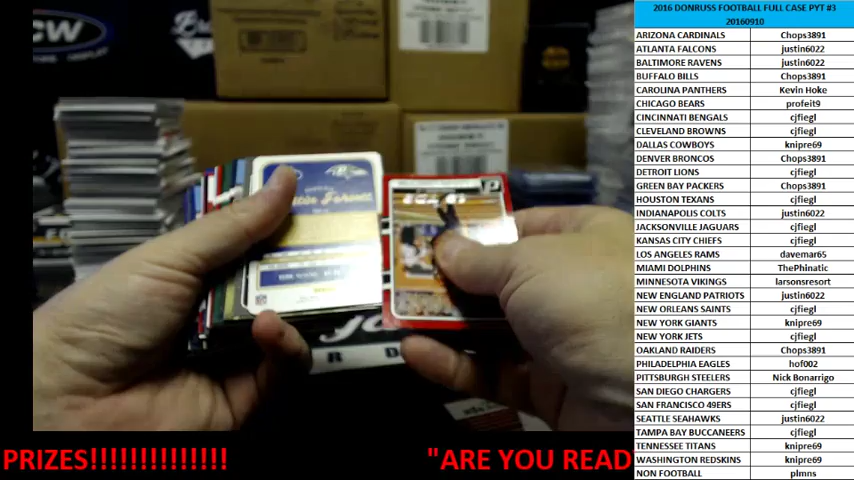 2016 DONRUSS FOOTBALL FULL CASE PYT #3
20160910
ARIZONA CARDINALS Chops3891
ATLANTA FALCONS justin6022
BALTIMORE RAVENS justin6022
BUFFALO BILLS Chops3891
CAROLINA PANTHERS Kevin Hoke
CHICAGO BEARS profeit9
CINCINNATI BENGALS cjfiegl
CLEVELAND BROWNS cjfiegl
DALLAS COWBOYS knipre69
DENVER BRONCOS Chops3891
DETROIT LIONS cjfiegl
GREEN BAY PACKERS Chops3891
HOUSTON TEXANS cjfiegl
INDIANAPOLIS COLTS justin6022
JACKSONVILLE JAGUARS cjfiegl
KANSAS CITY CHIEFS cjfiegl
LOS ANGELES RAMS davemar65
MIAMI DOLPHINS ThePhinatic
MINNESOTA VIKINGS larsonsresort
NEW ENGLAND PATRIOTS justin6022
NEW ORLEANS SAINTS cjfiegl
NEW YORK GIANTS knipre69
NEW YORK JETS cjfiegl
OAKLAND RAIDERS Chops3891
PHILADELPHIA EAGLES hof002
PITTSBURGH STEELERS Nick Bonarrigo
SAN DIEGO CHARGERS cjfiegl
SAN FRANCISCO 49ERS cjfiegl
SEATTLE SEAHAWKS justin6022
TAMPA BAY BUCCANEERS cjfiegl
TENNESSEE TITANS knipre69
WASHINGTON REDSKINS knipre69
NON FOOTBALL plmns
PRIZES!!!!!!!!!!!!!! "ARE YOU READ